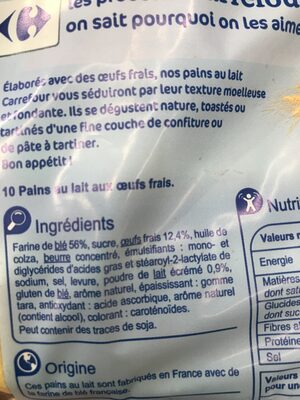 on sait pourquoi on les aime
Élaborés avec des œufs frais, nos pains au lait
Carrefour vous séduiront par leur texture moelleuse
et fondante. Ils se dégustent nature, toastés ou
tartinés d'une fine couche de confiture ou
de pâte à tartiner.
Bon appétit !
10 Pains au lait aux œufs frais.
Ingrédients
Farine de blé 56%, sucre, œufs frais 12,4%, huile de
colza, beurre concentré, émulsifiants : mono- et
diglycérides d'acides gras et stéaroyl-2-lactylate de
sodium, sel, levure, poudre de lait écrémé 0,9%,
gluten de blé, arôme naturel, épaississant : gomme
tara, antioxydant : acide ascorbique, arôme naturel
(contient alcool), colorant : caroténoïdes.
Peut contenir des traces de soja.
Origine
Ces pains au lait sont fabriqués en France avec de
la farine de blé française.
Nutri
Valeurs
Energie
Matières
dont sat
Glucides
dont suc
Fibres a
Protéine
Sel
Valeurs
pour un